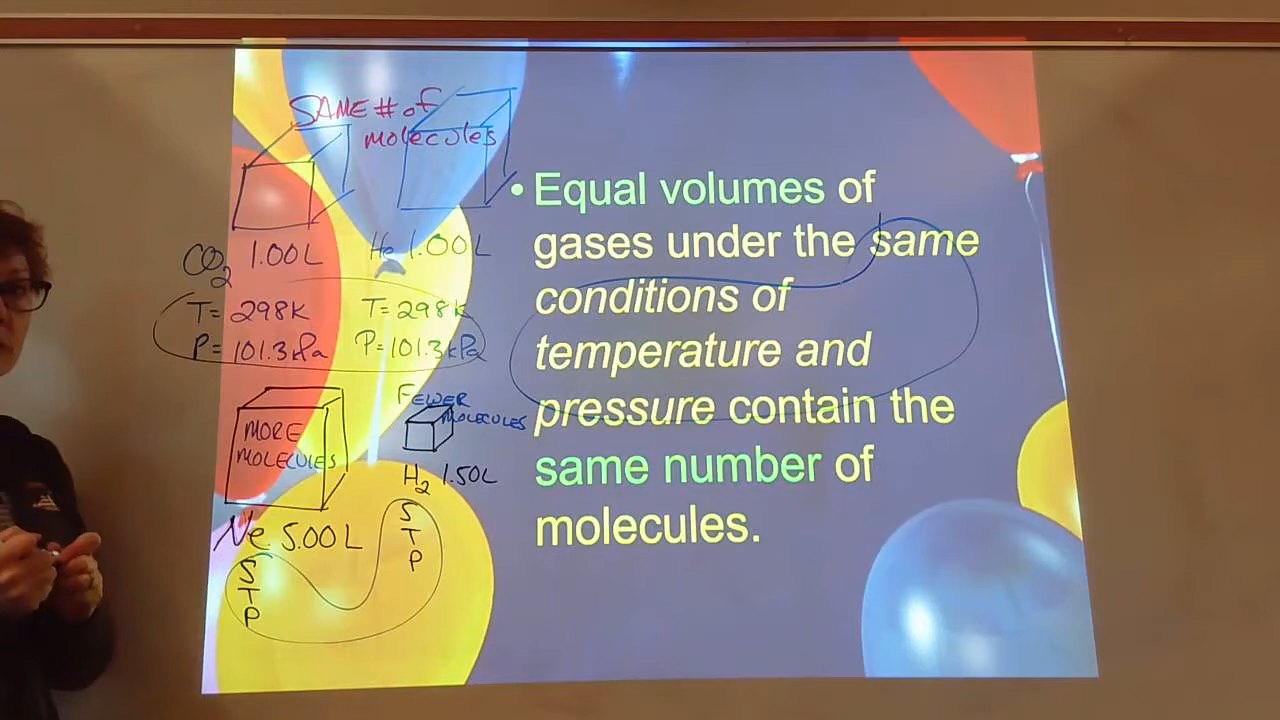 SAME # of
molecules
CO2 1.00L
He 1.00L
T= 298K
T= 298K
P= 101.3kPa
P=101.3kPa
MORE
MOLECULES
FEWER
MOLECULES
H2 1.50L
Ne 5.00L
S
T
P
S
T
P
• Equal volumes of
gases under the same
conditions of
temperature and
pressure contain the
same number of
molecules.